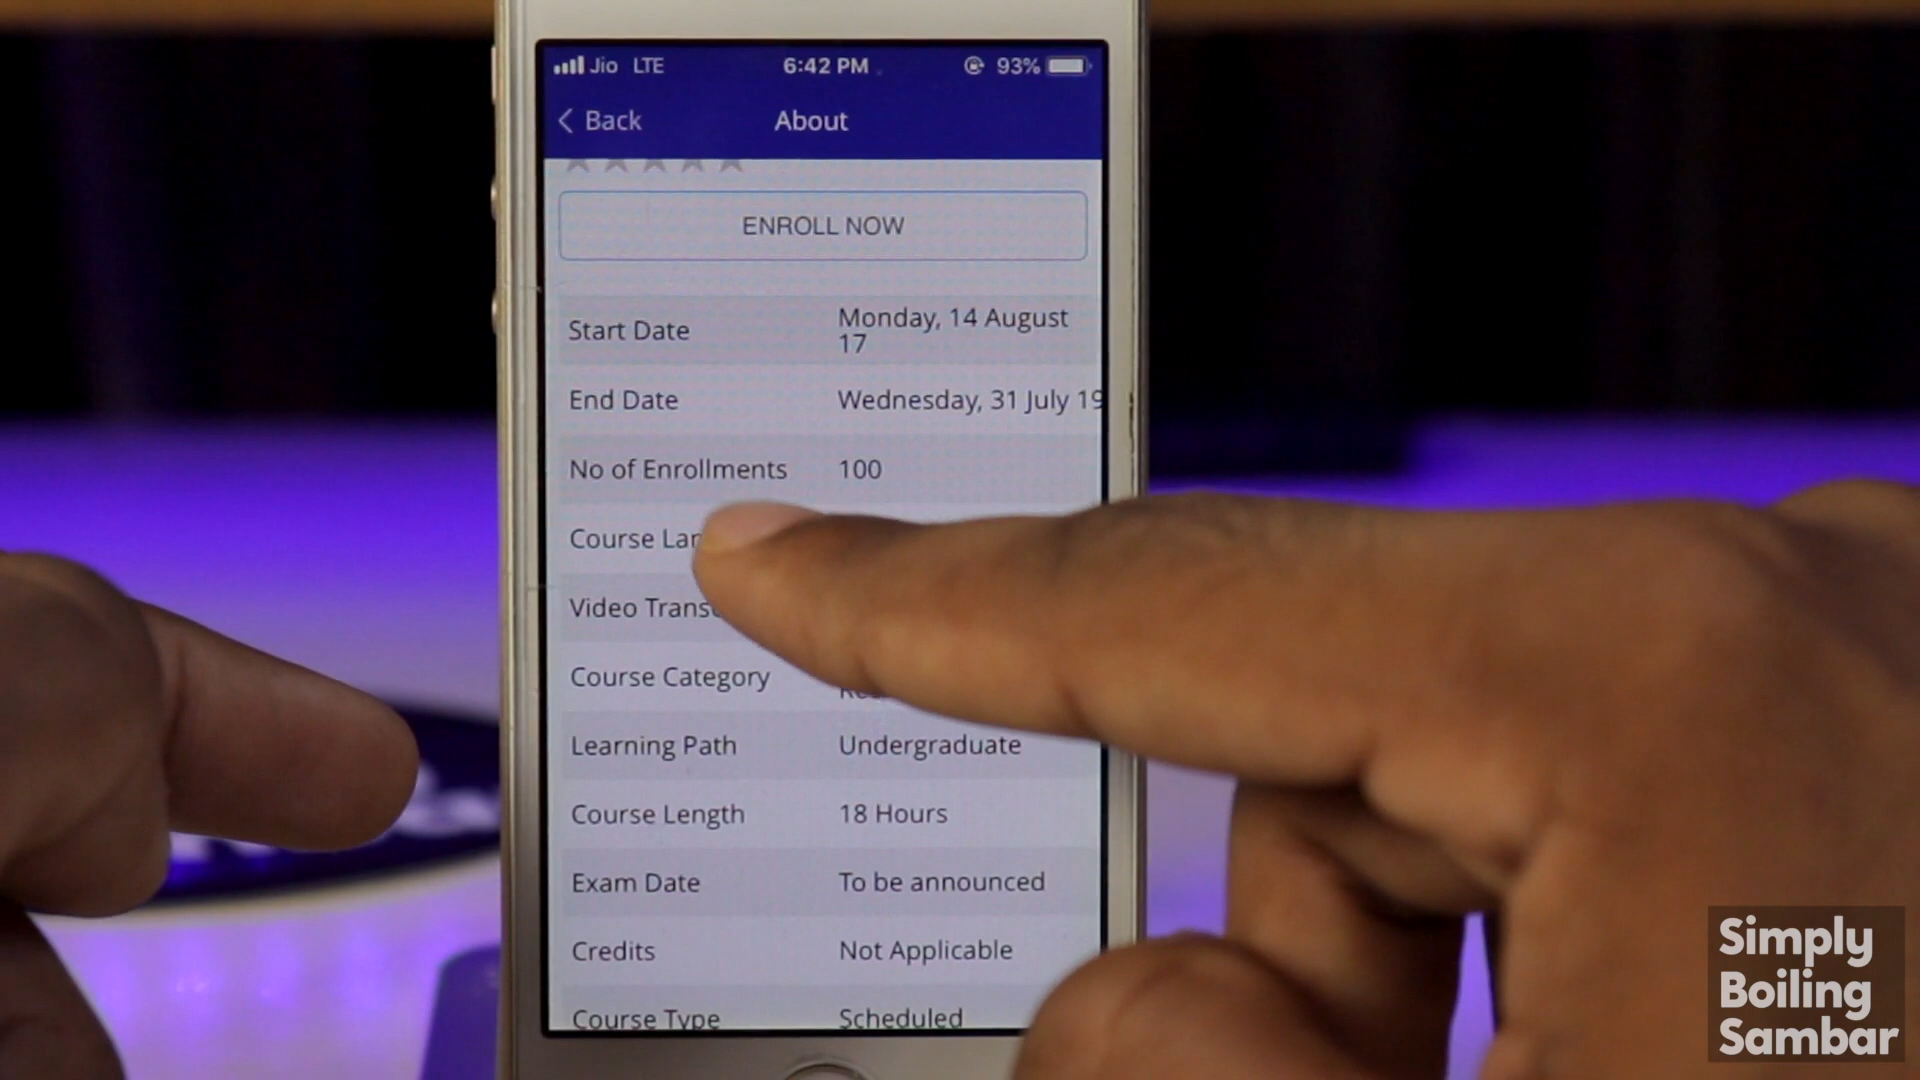 Jio LTE 6:42 PM 93%
Back About
ENROLL NOW
Start Date Monday, 14 August
17
End Date Wednesday, 31 July 19
No of Enrollments 100
Course
Video
Course Category
Learning Path Undergraduate
Course Length 18 Hours
Exam Date To be announced
Credits Not Applicable
Course Type Scheduled
Simply
Boiling
Sambar